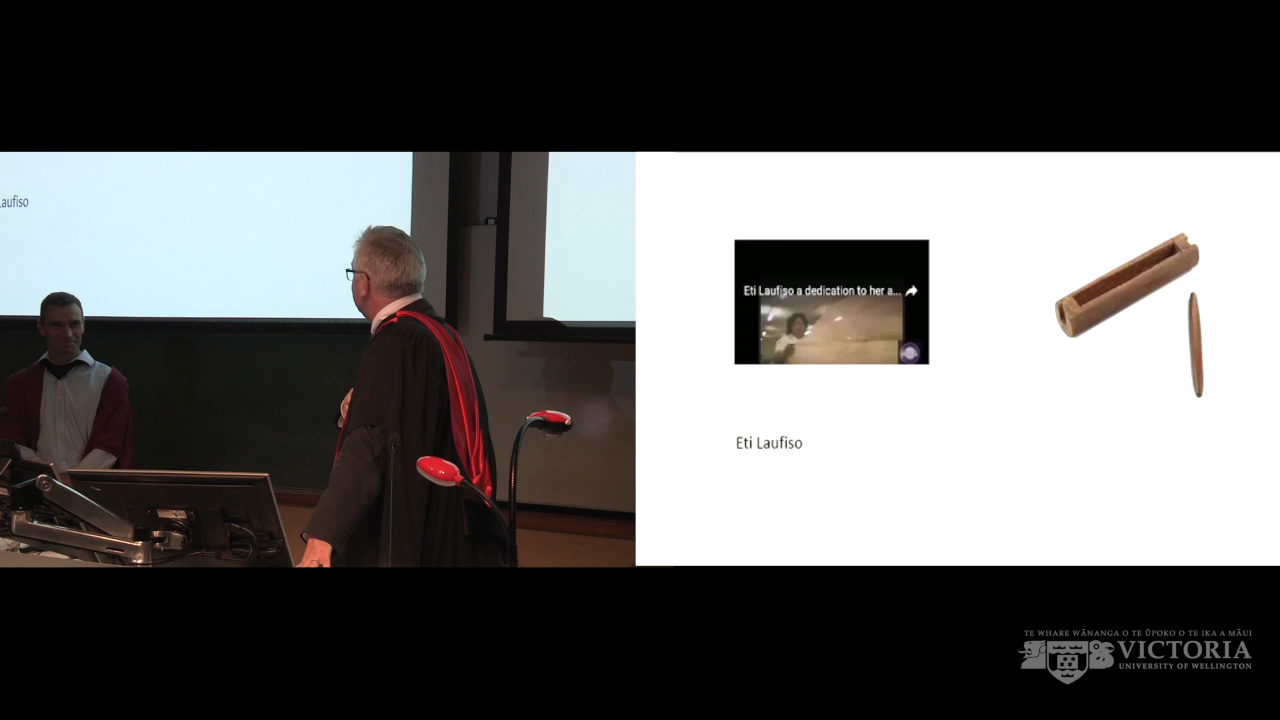 Laufiso
Eti Laufiso a dedication to her a...
Eti Laufiso
TE WHARE WĀNANGA O TE ŪPOKO O TE IKA A MĀUI
VICTORIA
UNIVERSITY OF WELLINGTON